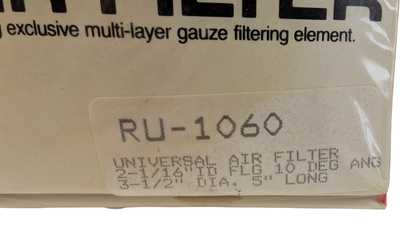 FILTER
exclusive multi-layer gauze filtering element.
RU-1060
UNIVERSAL AIR FILTER
2-1/16"ID FLG 10 DEG ANG
3-1/2" DIA. 5" LONG